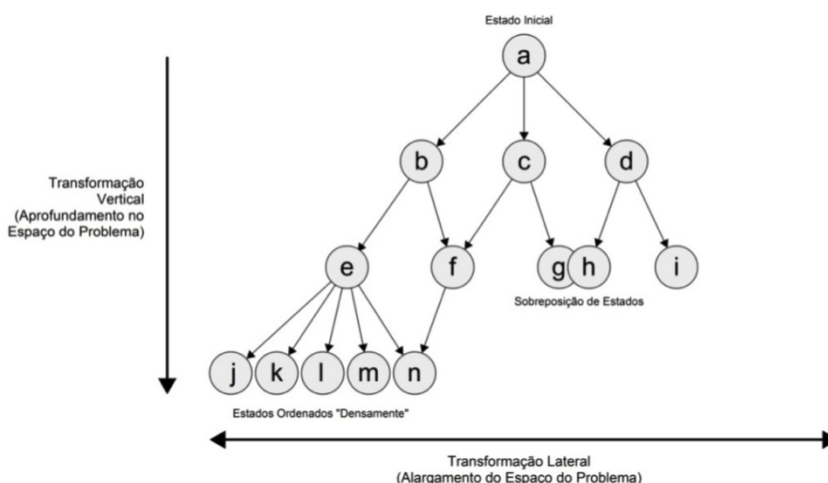 Estado Inicial
a
b
c
d
Transformação
Vertical
(Aprofundamento no
Espaço do Problema)
e
f
g
h
i
Sobreposição de Estados
j
k
l
m
n
Estados Ordenados "Densamente"
Transformação Lateral
(Alargamento do Espaço do Problema)